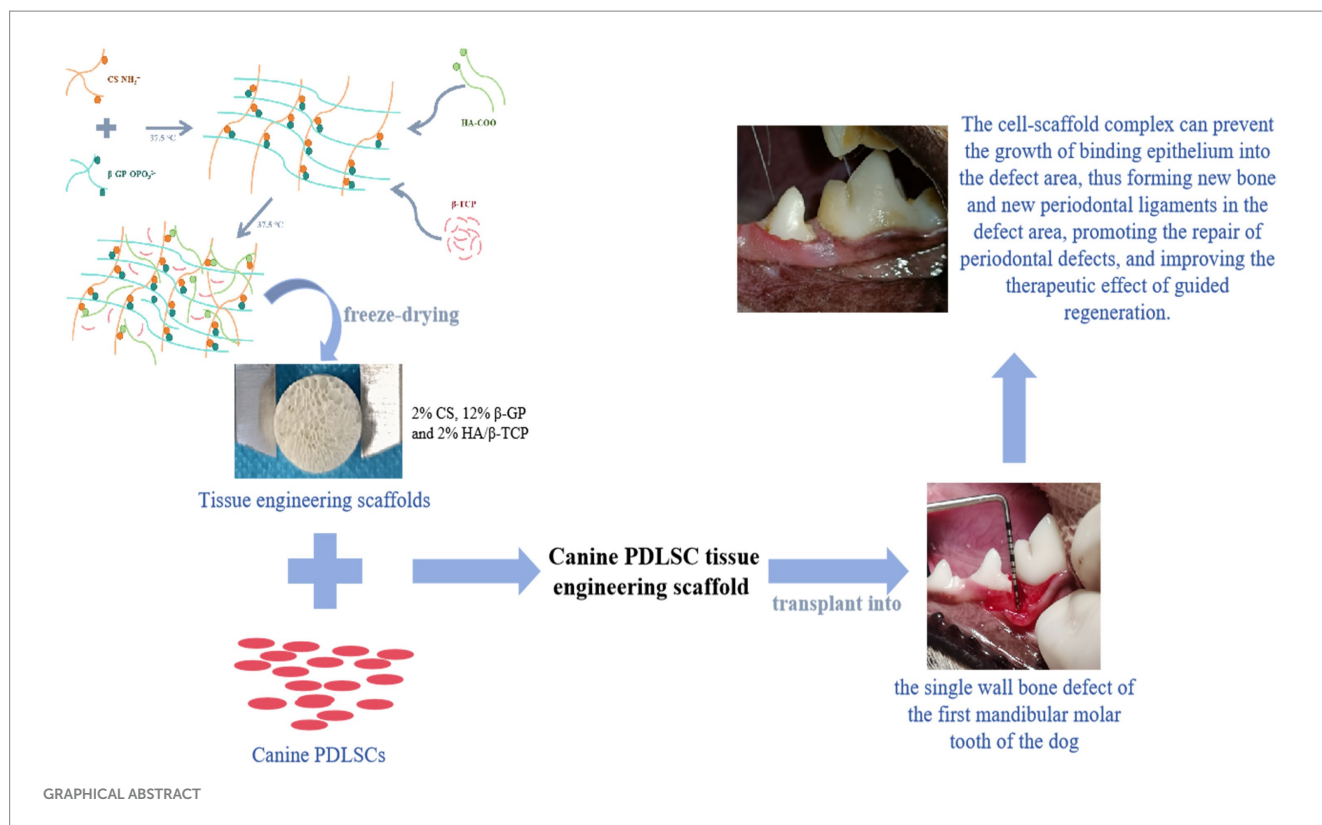 CS NH₃⁺
37.5 °C
β GP OPO₃²⁻
HA-COO
β-TCP
37.5 °C
freeze-drying
2% CS, 12% β-GP
and 2% HA/β-TCP
Tissue engineering scaffolds
Canine PDLSCs
Canine PDLSC tissue
engineering scaffold
transplant into
the single wall bone defect of
the first mandibular molar
tooth of the dog
The cell-scaffold complex can prevent
the growth of binding epithelium into
the defect area, thus forming new bone
and new periodontal ligaments in the
defect area, promoting the repair of
periodontal defects, and improving the
therapeutic effect of guided
regeneration.
GRAPHICAL ABSTRACT